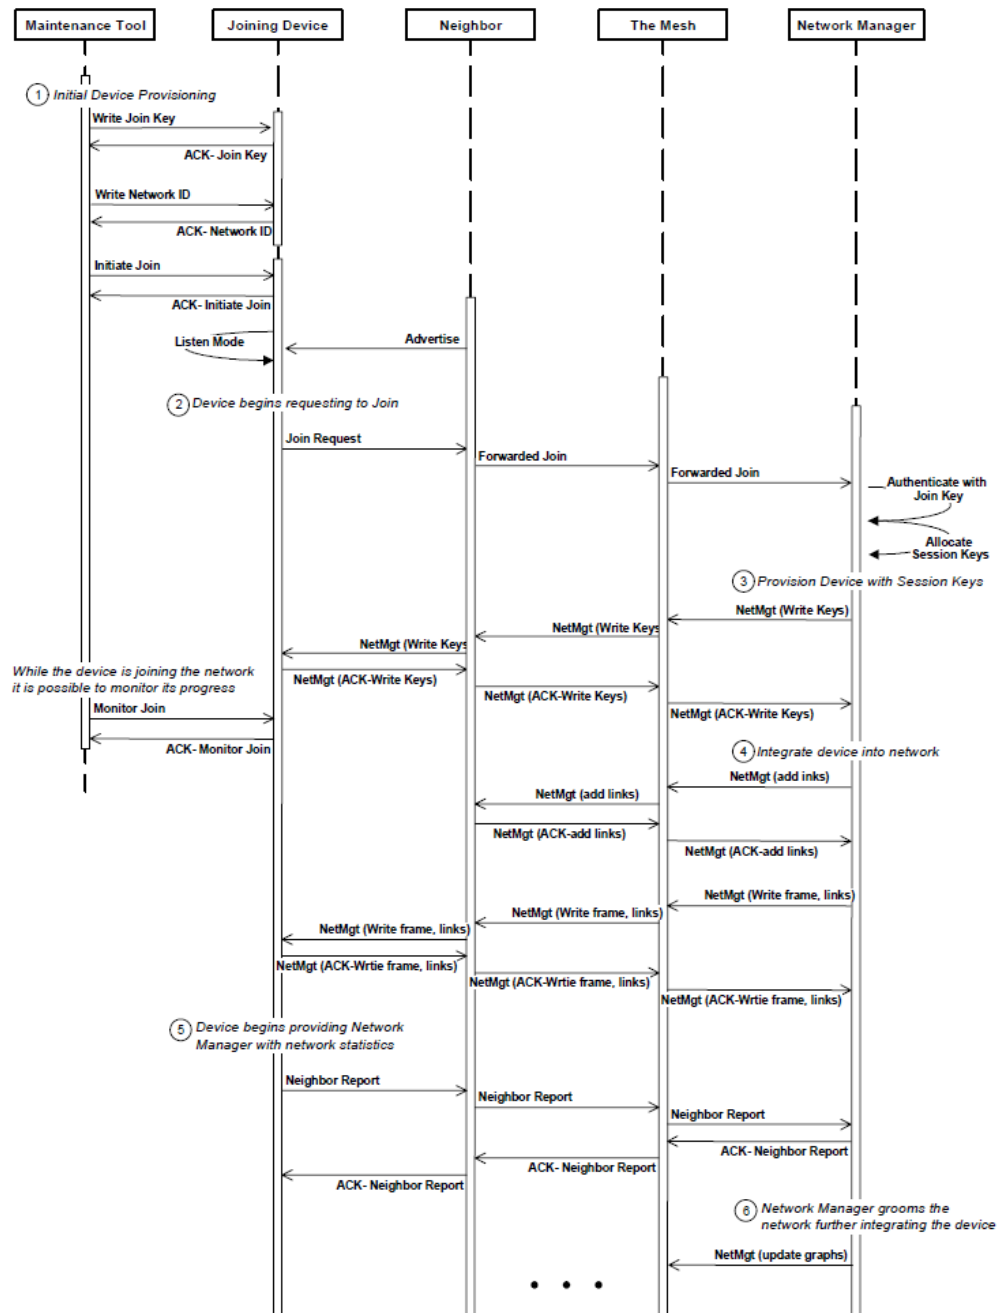 Maintenance Tool
Joining Device
Neighbor
The Mesh
Network Manager
1 Initial Device Provisioning
Write Join Key
ACK- Join Key
Write Network ID
ACK- Network ID
Initiate Join
ACK- Initiate Join
Listen Mode
Advertise
2 Device begins requesting to Join
Join Request
Forwarded Join
Forwarded Join
Authenticate with
Join Key
Allocate
Session Keys
3 Provision Device with Session Keys
NetMgt (Write Keys)
NetMgt (Write Keys
NetMgt (Write Keys
NetMgt (ACK-Write Keys)
NetMgt (ACK-Write Keys)
NetMgt (ACK-Write Keys)
While the device is joining the network
it is possible to monitor its progress
Monitor Join
ACK- Monitor Join
4 Integrate device into network
NetMgt (add inks)
NetMgt (add links)
NetMgt (ACK-add links)
NetMgt (ACK-add links)
NetMgt (Write frame, links)
NetMgt (Write frame, links)
NetMgt (Write frame, links)
NetMgt (ACK-Wrtie frame, links)
NetMgt (ACK-Wrtie frame, links)
NetMgt (ACK-Wrtie frame, links)
5 Device begins providing Network
Manager with network statistics
Neighbor Report
Neighbor Report
Neighbor Report
ACK- Neighbor Report
ACK- Neighbor Report
ACK- Neighbor Report
6 Network Manager grooms the
network further integrating the device
NetMgt (update graphs)
• • •